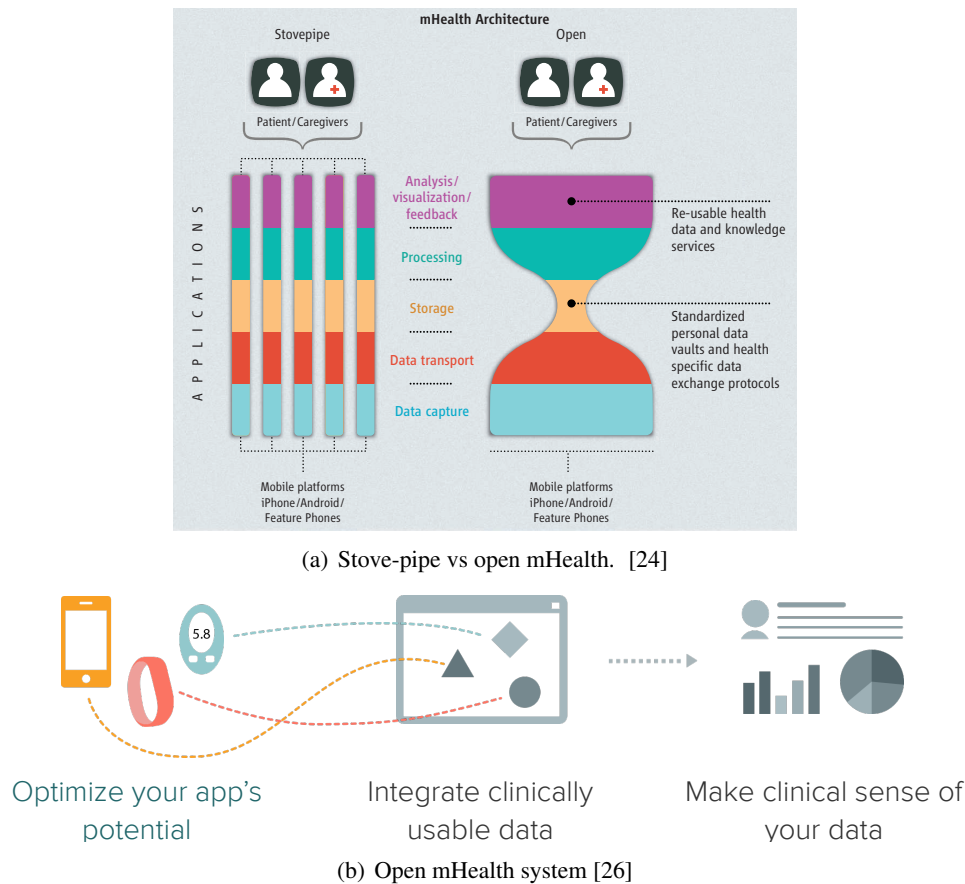 mHealth Architecture
Stovepipe
Open
Patient/Caregivers
Patient/Caregivers
APPLICATIONS
Analysis/
visualization/
feedback
Processing
Storage
Data transport
Data capture
Re-usable health
data and knowledge
services
Standardized
personal data
vaults and health
specific data
exchange protocols
Mobile platforms
iPhone/Android/
Feature Phones
Mobile platforms
iPhone/Android/
Feature Phones
(a) Stove-pipe vs open mHealth. [24]
5.8
Optimize your app's
potential
Integrate clinically
usable data
Make clinical sense of
your data
(b) Open mHealth system [26]